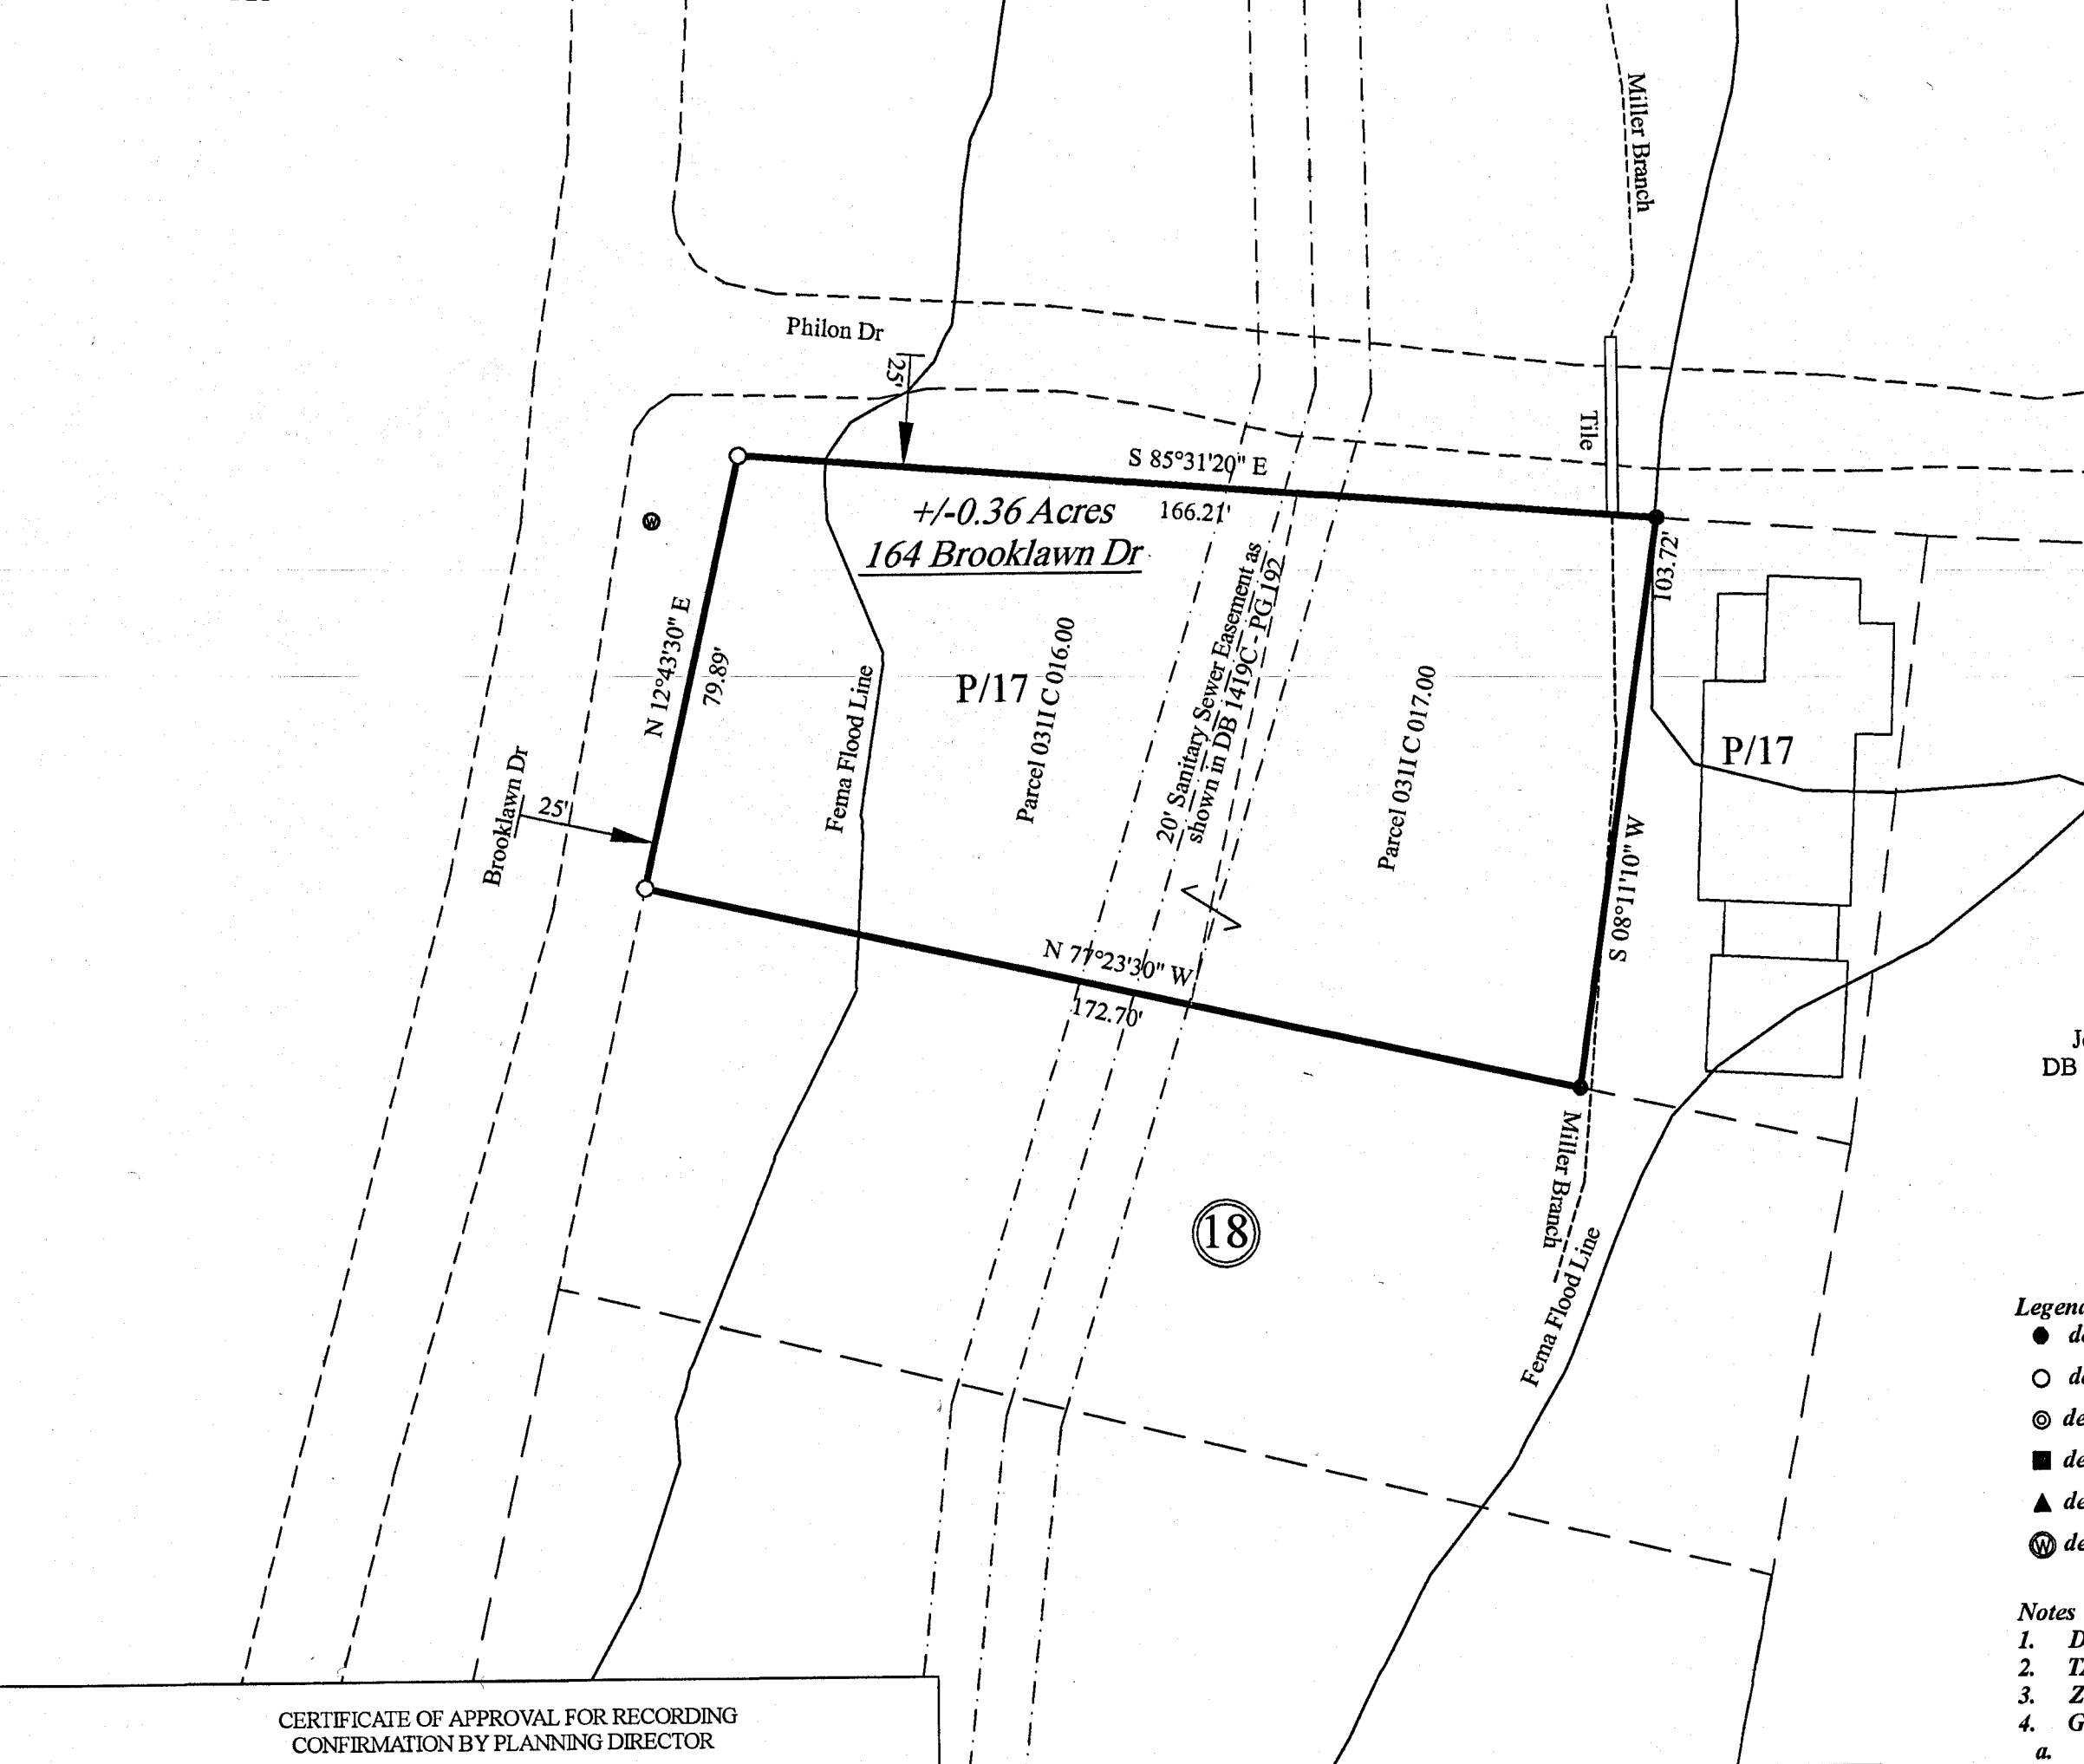 Miller Branch
Philon Dr
25'
Tile
S 85°31'20" E
166.21'
+/-0.36 Acres
164 Brooklawn Dr
103.72'
N 12°43'30" E
79.89'
Fema Flood Line
P/17
Parcel 031I C 016.00
20' Sanitary Sewer Easement as
shown in DB 1419C - PG 192
Parcel 031I C 017.00
P/17
Brooklawn Dr
25'
S 08°11'10" W
N 77°23'30" W
172.70'
DB
Miller Branch
18
Fema Flood Line
W
W
Notes
1.
2.
3. Z
4. G
a.
CERTIFICATE OF APPROVAL FOR RECORDING
CONFIRMATION BY PLANNING DIRECTOR